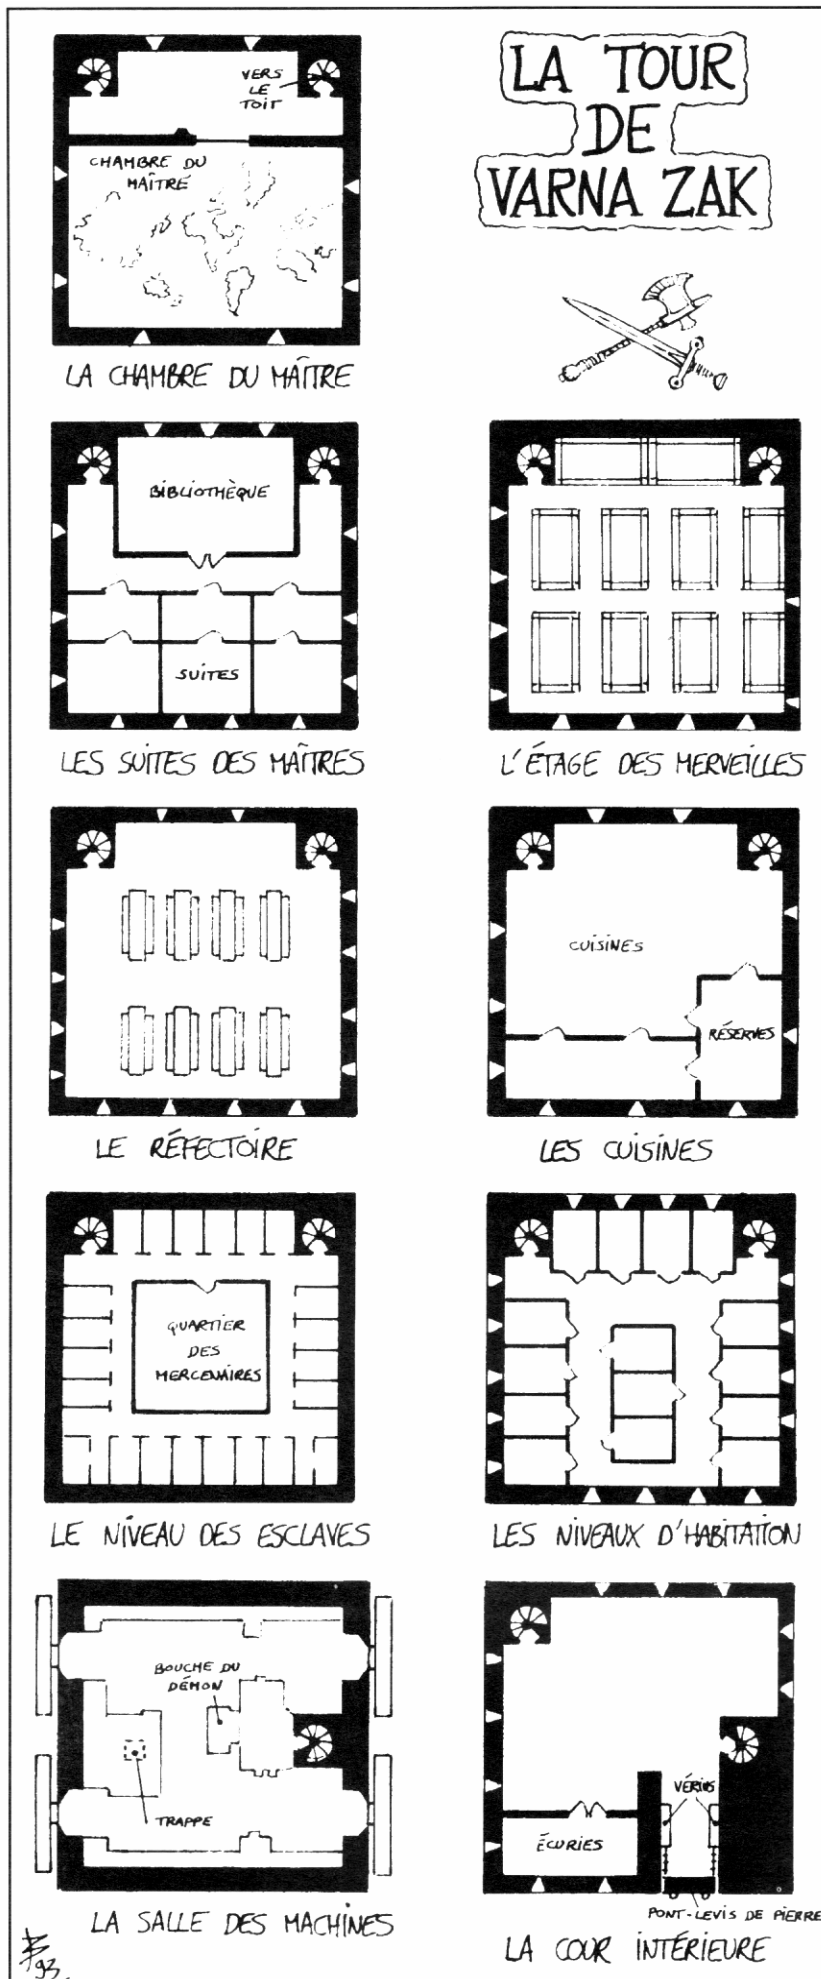 LA TOUR
DE
VARNA ZAK
VERS
LE
TOIT
CHAMBRE DU
MAÎTRE
LA CHAMBRE DU MAÎTRE
BIBLIOTHÈQUE
SUITES
LES SUITES DES MAÎTRES
L'ÉTAGE DES MERVEILLES
LE RÉFECTOIRE
CUISINES
RÉSERVES
LES CUISINES
QUARTIER
DES
MERCENAIRES
LE NIVEAU DES ESCLAVES
LES NIVEAUX D'HABITATION
BOUCHE DU
DÉMON
TRAPPE
LA SALLE DES MACHINES
VÉRINS
ÉCURIES
PONT-LEVIS DE PIERRE
LA COUR INTÉRIEURE
93.